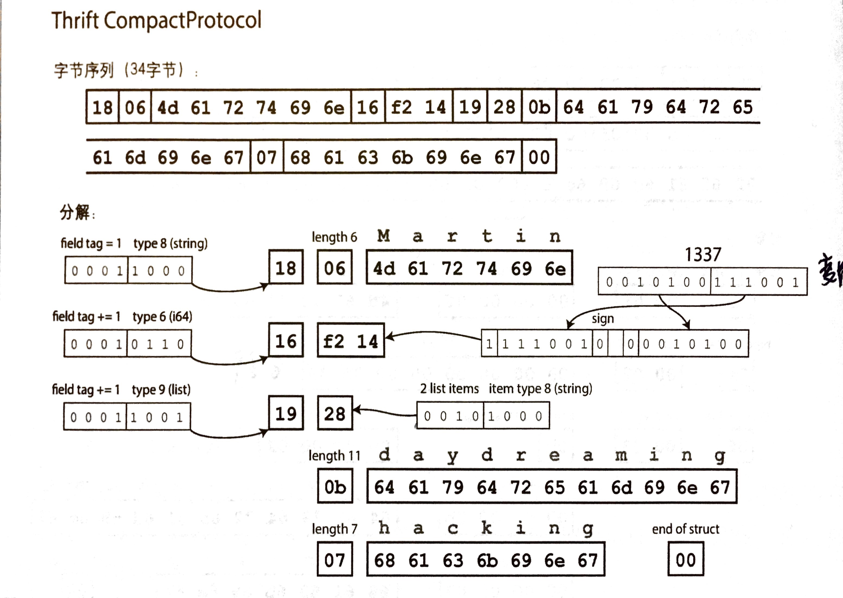 Thrift CompactProtocol
字节序列（34字节）:
18 06 4d 61 72 74 69 6e 16 f2 14 19 28 0b 64 61 79 64 72 65
61 6d 69 6e 67 07 68 61 63 6b 69 6e 67 00
分解:
field tag = 1 type 8 (string)
0 0 0 1 1 0 0 0
18
length 6
06
M a r t i n
4d 61 72 74 69 6e
1337
0 0 1 0 1 0 0 1 1 1 0 0 1
field tag += 1 type 6 (i64)
0 0 0 1 0 1 1 0
16
f2 14
sign
1 1 1 1 0 0 1 0 0 0 0 1 0 1 0 0
field tag += 1 type 9 (list)
0 0 0 1 1 0 0 1
19
28
2 list items item type 8 (string)
0 0 1 0 1 0 0 0
length 11
0b
d a y d r e a m i n g
64 61 79 64 72 65 61 6d 69 6e 67
length 7
07
h a c k i n g
68 61 63 6b 69 6e 67
end of struct
00